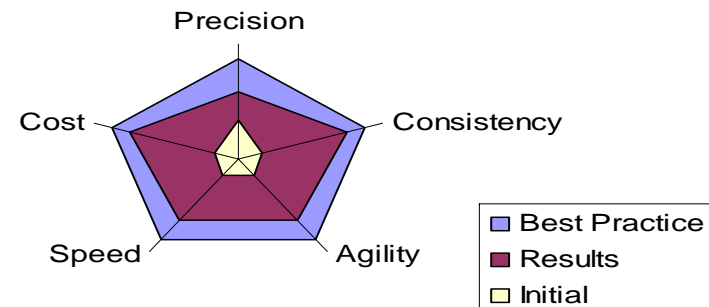 Precision
Cost
Consistency
Speed
Agility
Best Practice
Results
Initial